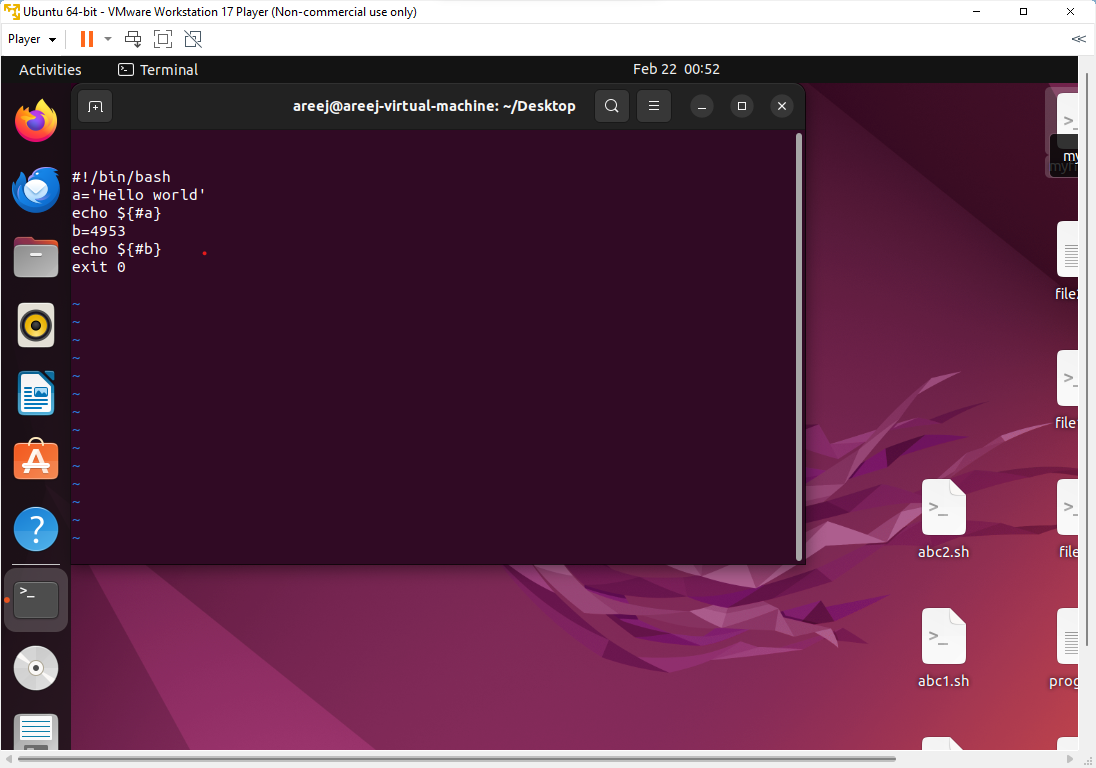 Ubuntu 64-bit - VMware Workstation 17 Player (Non-commercial use only)
Player
Activities
Terminal
Feb 22 00:52
areej@areej-virtual-machine: ~/Desktop
#!/bin/bash
a='Hello world'
echo ${#a}
b=4953
echo ${#b}
exit 0
~
~
~
~
~
~
~
~
~
~
~
~
~
~
abc2.sh
abc1.sh